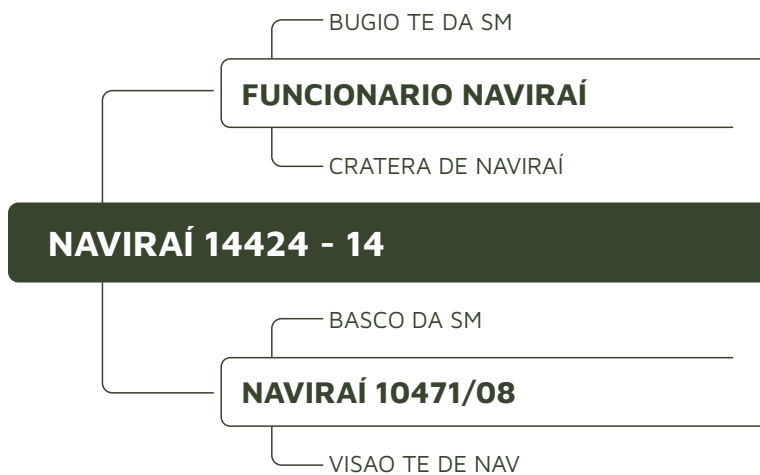 BUGIO TE DA SM
FUNCIONARIO NAVIRAÍ
CRATERA DE NAVIRAÍ
NAVIRAÍ 14424 - 14
BASCO DA SM
NAVIRAÍ 10471/08
VISAO TE DE NAV